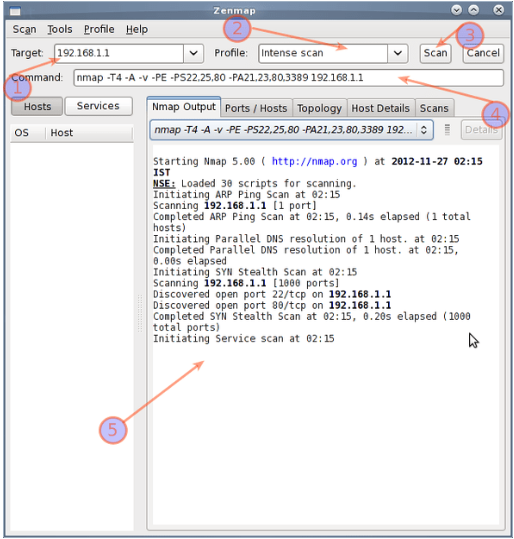 Zenmap
Scan Tools Profile Help
2
3
Target: 192.168.1.1 Profile: Intense scan Scan Cancel
Command: nmap -T4 -A -v -PE -PS22,25,80 -PA21,23,80,3389 192.168.1.1
1
4
Hosts Services Nmap Output Ports / Hosts Topology Host Details Scans
OS Host nmap -T4 -A -v -PE -PS22,25,80 -PA21,23,80,3389 192... Details
Starting Nmap 5.00 ( http://nmap.org ) at 2012-11-27 02:15
IST
NSE: Loaded 30 scripts for scanning.
Initiating ARP Ping Scan at 02:15
Scanning 192.168.1.1 [1 port]
Completed ARP Ping Scan at 02:15, 0.14s elapsed (1 total
hosts)
Initiating Parallel DNS resolution of 1 host. at 02:15
Completed Parallel DNS resolution of 1 host. at 02:15,
0.00s elapsed
Initiating SYN Stealth Scan at 02:15
Scanning 192.168.1.1 [1000 ports]
Discovered open port 22/tcp on 192.168.1.1
Discovered open port 80/tcp on 192.168.1.1
Completed SYN Stealth Scan at 02:15, 0.20s elapsed (1000
total ports)
Initiating Service scan at 02:15
5